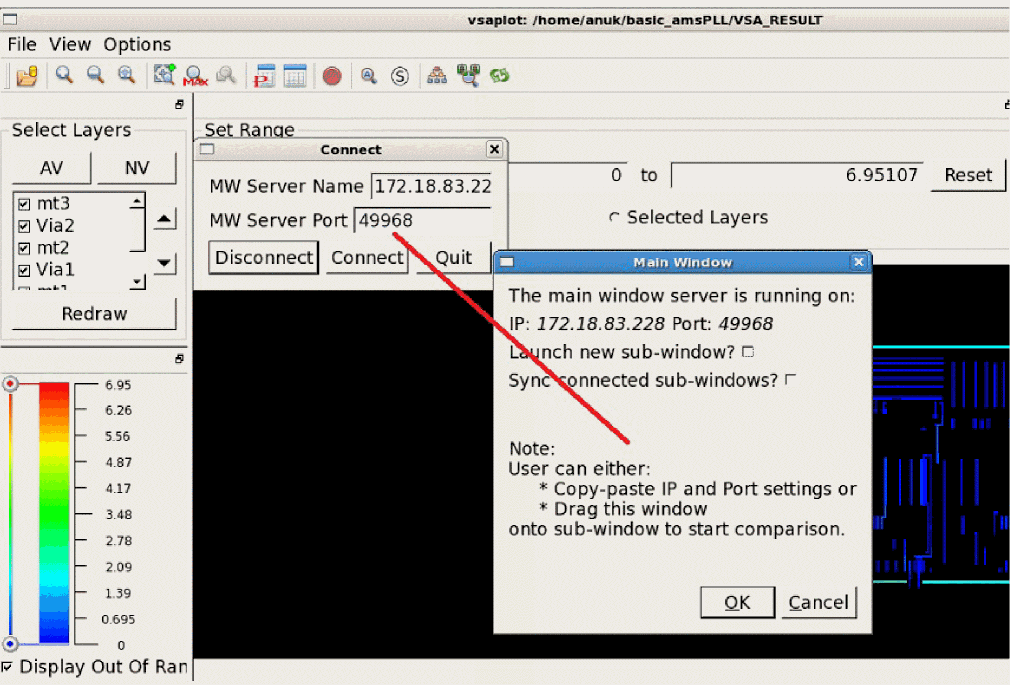 vsaplot: /home/anuk/basic_amsPLL/VSA_RESULT
File View Options
MAX P S
Select Layers
AV NV
mt3
Via2
mt2
Via1
Redraw
Set Range
0 to 6.95107 Reset
Selected Layers
Connect
MW Server Name 172.18.83.22
MW Server Port 49968
Disconnect Connect Quit
Main Window
The main window server is running on:
IP: 172.18.83.228 Port: 49968
Launch new sub-window?
Sync connected sub-windows?
Note:
User can either:
* Copy-paste IP and Port settings or
* Drag this window
onto sub-window to start comparison.
OK Cancel
6.95
6.26
5.56
4.87
4.17
3.48
2.78
2.09
1.39
0.695
0
Display Out Of Ran